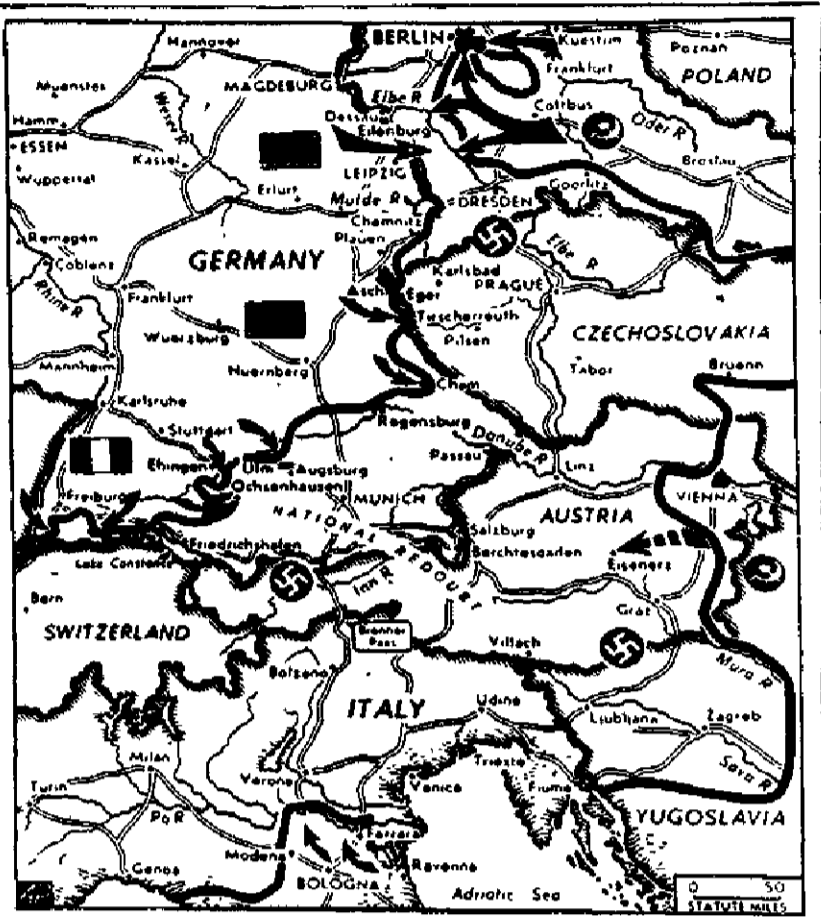 BERLIN
Kuestrin
Poznan
Hannover
Frankfurt
POLAND
Muenster
MAGDEBURG
Elbe R
Cottbus
Weser R
Dessau
Oder R
Hamm
Eilenburg
ESSEN
Kassel
Breslau
LEIPZIG
Wuppertal
Erfurt
Mulde R
DRESDEN
Goerlitz
Chemnitz
Remagen
Plauen
Elbe R
Coblenz
GERMANY
Karlsbad
Rhine R
Asch
Eger
PRAGUE
Frankfurt
Tirschenreuth
Wuerzburg
Pilsen
CZECHOSLOVAKIA
Mannheim
Nuernberg
Tabor
Bruenn
Cham
Karlsruhe
Regensburg
Stuttgart
Danube R
Passau
Ehingen
Ulm
Augsburg
Linz
Ochsenhausen
Freiburg
MUNICH
VIENNA
NATIONAL REDOUBT
AUSTRIA
Friedrichshafen
Salzburg
Berchtesgaden
Lake Constance
Eisenerz
Inn R
Bern
Graz
SWITZERLAND
Brenner
Pass
Villach
Mura R
Bolzano
ITALY
Udine
Ljubljana
Zagreb
Milan
Trieste
Sava R
Verona
Turin
Venice
Fiume
Po R
YUGOSLAVIA
Ferrara
Modena
Genoa
Ravenna
BOLOGNA
Adriatic Sea
0 50
STATUTE MILES